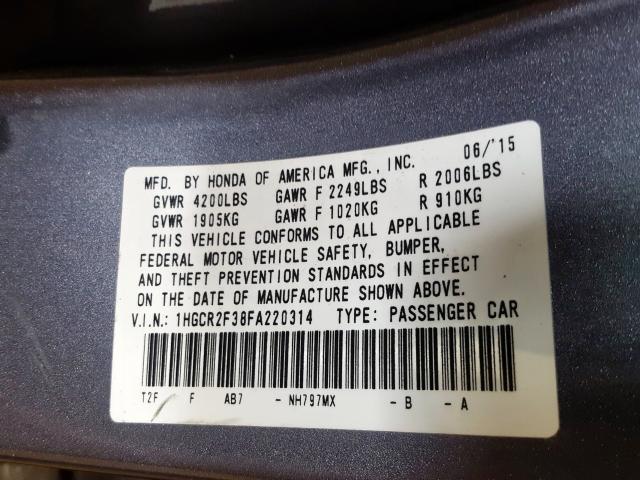 MFD. BY HONDA OF AMERICA MFG., INC. 06/'15
GVWR 4200LBS GAWR F 2249LBS R 2006LBS
GVWR 1905KG GAWR F 1020KG R 910KG
THIS VEHICLE CONFORMS TO ALL APPLICABLE
FEDERAL MOTOR VEHICLE SAFETY, BUMPER,
AND THEFT PREVENTION STANDARDS IN EFFECT
ON THE DATE OF MANUFACTURE SHOWN ABOVE.
V.I.N.: 1HGCR2F38FA220314 TYPE: PASSENGER CAR
T2F F AB7 - NH797MX - B - A